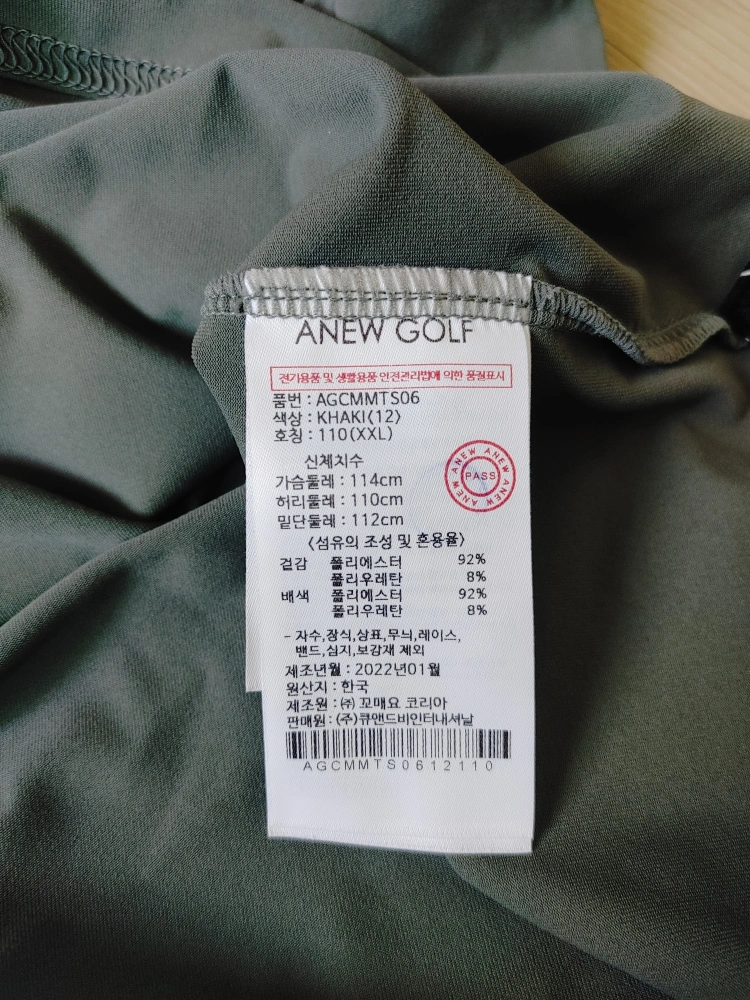 ANEW GOLF
전기용품 및 생활용품 안전관리법에 의한 품질표시
품번 : AGCMMTS06
색상 : KHAKI(12)
호칭 : 110(XXL)
신체치수
가슴둘레 : 114cm
허리둘레 : 110cm
밑단둘레 : 112cm
ANEW ANEW ANEW ANEW
PASS
<섬유의 조성 및 혼용율>
겉감 폴리에스터 92%
폴리우레탄 8%
배색 폴리에스터 92%
폴리우레탄 8%
- 자수,장식,상표,무늬,레이스,
밴드,심지,보강재 제외
제조년월 : 2022년01월
원산지 : 한국
제조원 : ㈜ 꼬매요 코리아
판매원 : (주)큐앤드비인터내셔날
AGCMMTS0612110